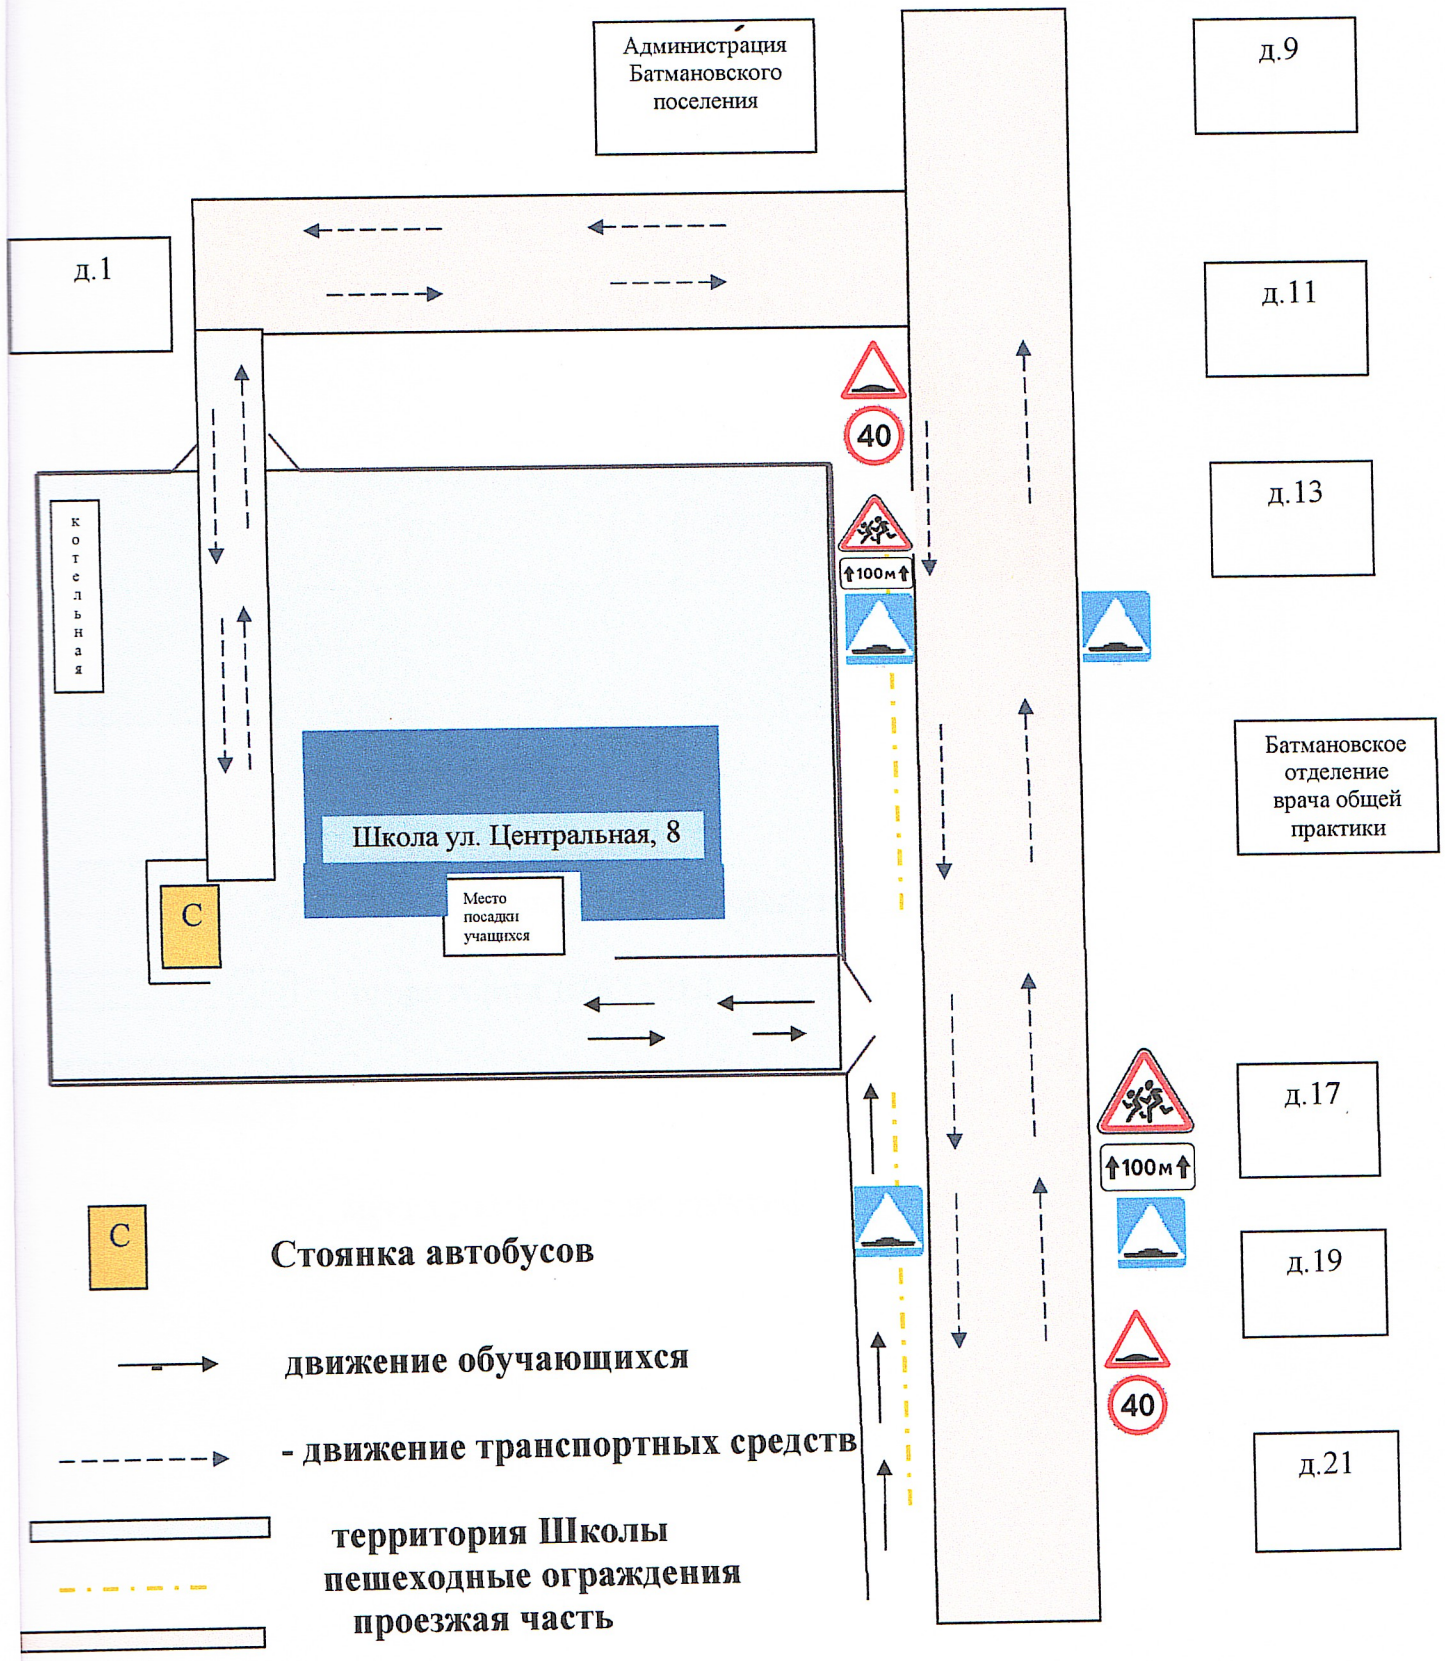 Администрация
Батмановского
поселения
д.9
д.1
д.11
40
д.13
100м
котельная
Батмановское
отделение
врача общей
практики
Школа ул. Центральная, 8
Место
посадки
учащихся
С
д.17
100м
С
Стоянка автобусов
д.19
движение обучающихся
40
- движение транспортных средств
д.21
территория Школы
пешеходные ограждения
проезжая часть